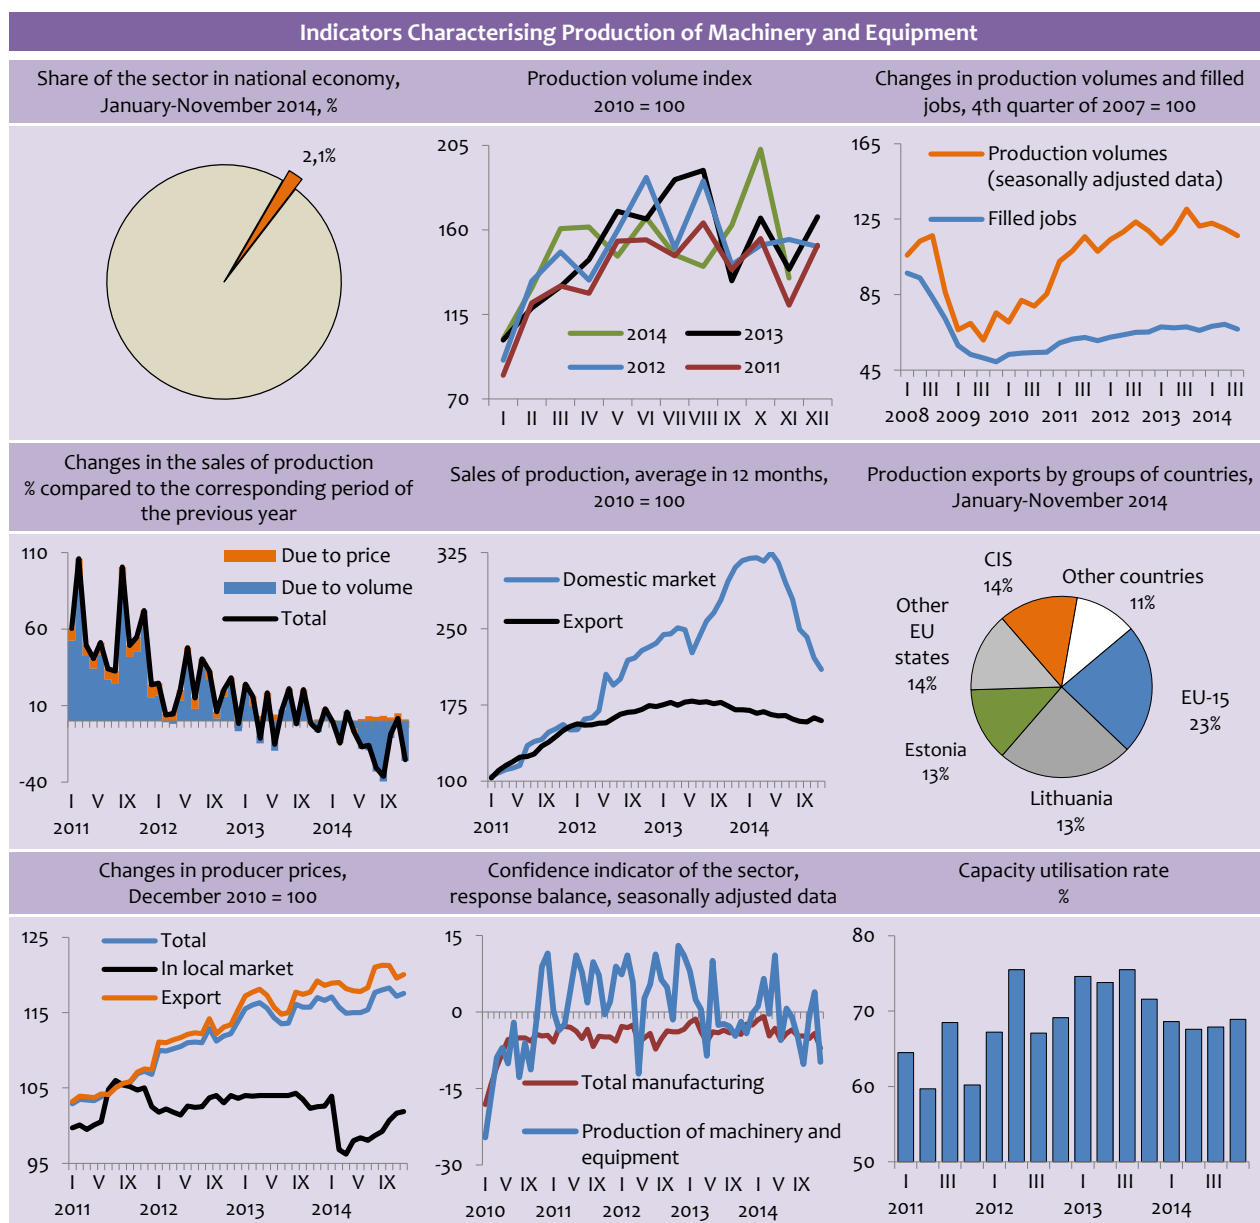 Indicators Characterising Production of Machinery and Equipment
Share of the sector in national economy,
January-November 2014, %
2,1%
Production volume index
2010 = 100
205
160
115
70
2014
2013
2012
2011
I II III IV V VI VII VIII IX X XI XII
Changes in production volumes and filled
jobs, 4th quarter of 2007 = 100
165
125
85
45
Production volumes
(seasonally adjusted data)
Filled jobs
I III I III I III I III I III I III I III
2008 2009 2010 2011 2012 2013 2014
Changes in the sales of production
% compared to the corresponding period of
the previous year
110
60
10
-40
Due to price
Due to volume
Total
I V IX I V IX I V IX I V IX
2011 2012 2013 2014
Sales of production, average in 12 months,
2010 = 100
325
250
175
100
Domestic market
Export
I V IX I V IX I V IX I V IX
2011 2012 2013 2014
Production exports by groups of countries,
January-November 2014
CIS
14%
Other countries
11%
Other
EU
states
14%
EU-15
23%
Estonia
13%
Lithuania
13%
Changes in producer prices,
December 2010 = 100
125
115
105
95
Total
In local market
Export
I V IX I V IX I V IX I V IX
2011 2012 2013 2014
Confidence indicator of the sector,
response balance, seasonally adjusted data
15
0
-15
-30
Total manufacturing
Production of machinery and
equipment
I V IX I V IX I V IX I V IX I V IX
2010 2011 2012 2013 2014
Capacity utilisation rate
%
80
70
60
50
I III I III I III I III
2011 2012 2013 2014